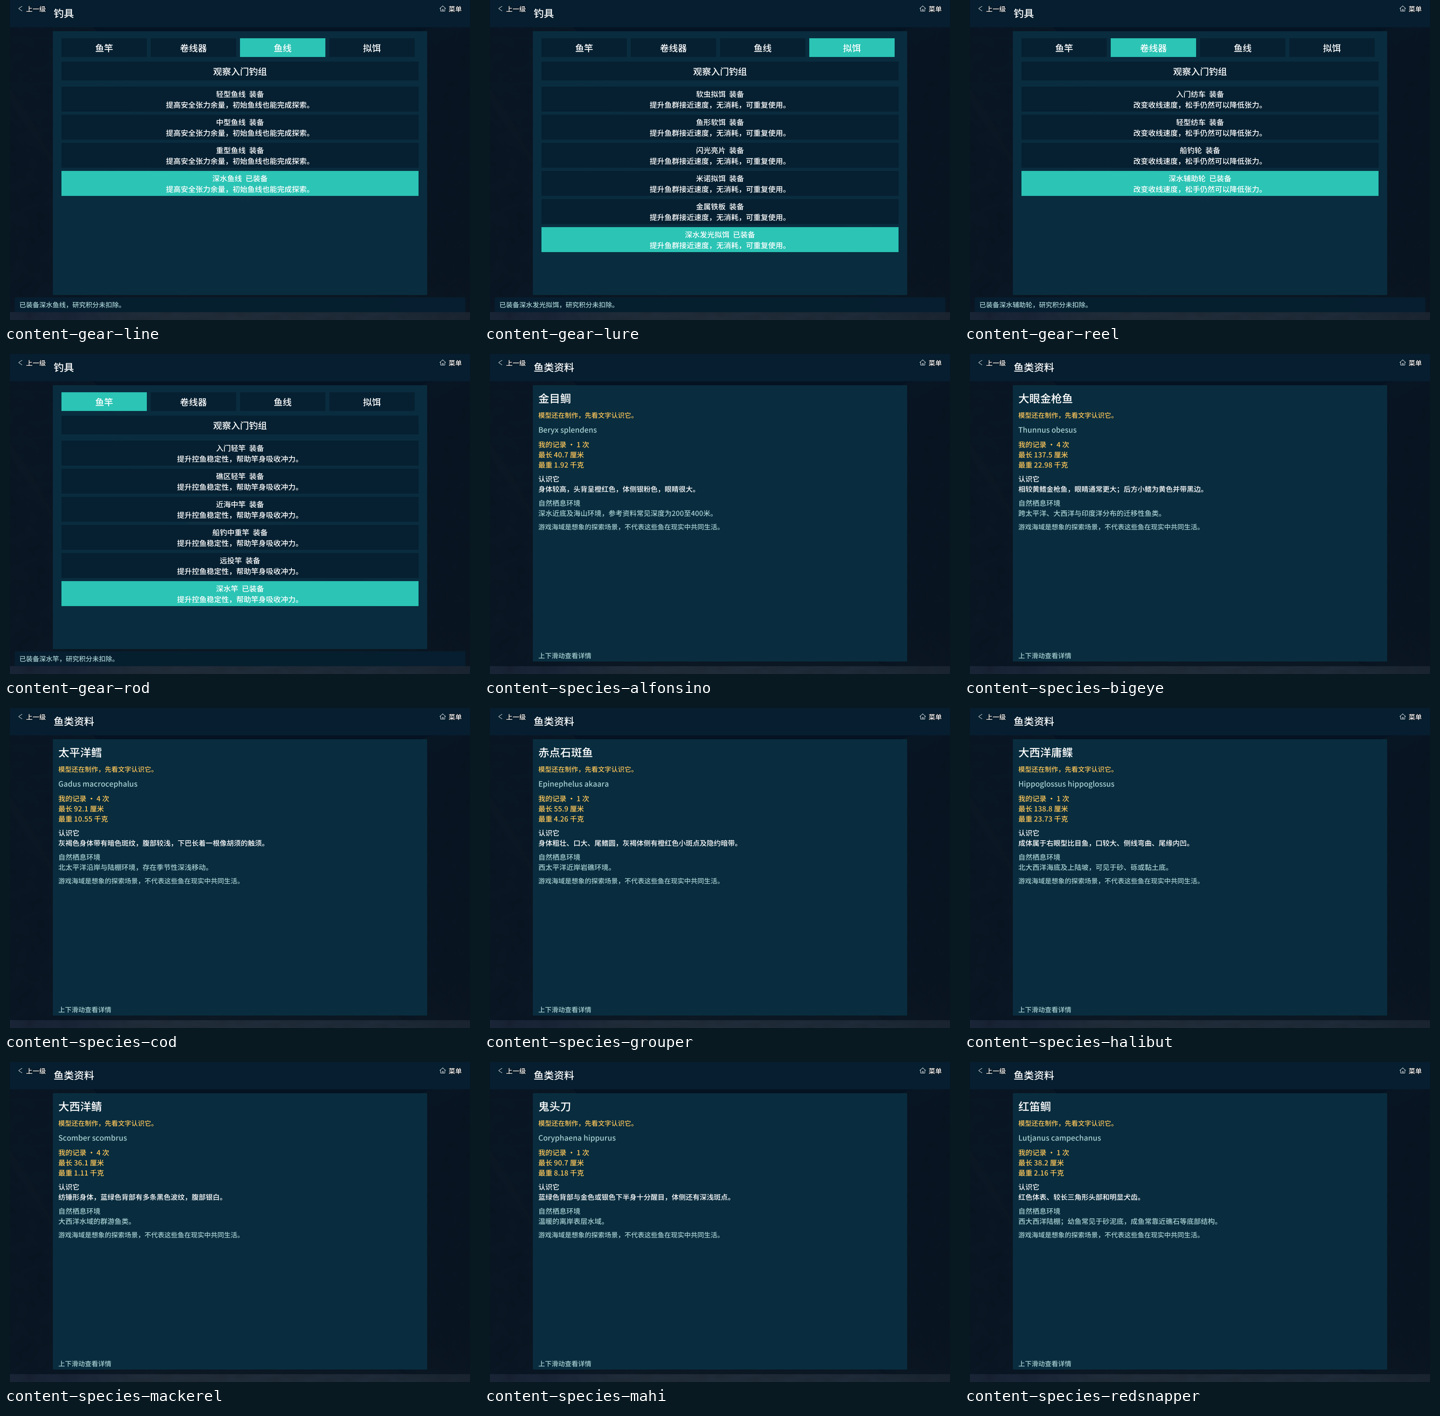 上一级 钓具 菜单
鱼竿 卷线器 鱼线 拟饵
观察入门钓组
轻型鱼线 装备
提高安全张力余量，初始鱼线也能完成探索。
中型鱼线 装备
提高安全张力余量，初始鱼线也能完成探索。
重型鱼线 装备
提高安全张力余量，初始鱼线也能完成探索。
深水鱼线 已装备
提高安全张力余量，初始鱼线也能完成探索。
已装备深水鱼线，研究积分未扣除。
content-gear-line
上一级 钓具 菜单
鱼竿 卷线器 鱼线 拟饵
观察入门钓组
软虫拟饵 装备
提升鱼群接近速度，无消耗，可重复使用。
鱼形软饵 装备
提升鱼群接近速度，无消耗，可重复使用。
闪光亮片 装备
提升鱼群接近速度，无消耗，可重复使用。
米诺拟饵 装备
提升鱼群接近速度，无消耗，可重复使用。
金属铁板 装备
提升鱼群接近速度，无消耗，可重复使用。
深水发光拟饵 已装备
提升鱼群接近速度，无消耗，可重复使用。
已装备深水发光拟饵，研究积分未扣除。
content-gear-lure
上一级 钓具 菜单
鱼竿 卷线器 鱼线 拟饵
观察入门钓组
入门纺车 装备
改变收线速度，松手仍然可以降低张力。
轻型纺车 装备
改变收线速度，松手仍然可以降低张力。
船钓轮 装备
改变收线速度，松手仍然可以降低张力。
深水辅助轮 已装备
改变收线速度，松手仍然可以降低张力。
已装备深水辅助轮，研究积分未扣除。
content-gear-reel
上一级 钓具 菜单
鱼竿 卷线器 鱼线 拟饵
观察入门钓组
入门轻竿 装备
提升控鱼稳定性，帮助竿身吸收冲力。
礁区轻竿 装备
提升控鱼稳定性，帮助竿身吸收冲力。
近海中竿 装备
提升控鱼稳定性，帮助竿身吸收冲力。
船钓中重竿 装备
提升控鱼稳定性，帮助竿身吸收冲力。
远投竿 装备
提升控鱼稳定性，帮助竿身吸收冲力。
深水竿 已装备
提升控鱼稳定性，帮助竿身吸收冲力。
已装备深水竿，研究积分未扣除。
content-gear-rod
上一级 鱼类资料 菜单
金目鲷
模型还在制作，先看文字认识它。
Beryx splendens
我的记录 · 1 次
最长 40.7 厘米
最重 1.92 千克
认识它
身体较高，头背呈橙红色，体侧银粉色，眼睛很大。
自然栖息环境
深水近底及海山环境，参考资料常见深度为200至400米。
游戏海域是想象的探索场景，不代表这些鱼在现实中共同生活。
上下滑动查看详情
content-species-alfonsino
上一级 鱼类资料 菜单
大眼金枪鱼
模型还在制作，先看文字认识它。
Thunnus obesus
我的记录 · 4 次
最长 137.5 厘米
最重 22.98 千克
认识它
相较黄鳍金枪鱼，眼睛通常更大；后方小鳍为黄色并带黑边。
自然栖息环境
跨太平洋、大西洋与印度洋分布的迁移性鱼类。
游戏海域是想象的探索场景，不代表这些鱼在现实中共同生活。
上下滑动查看详情
content-species-bigeye
上一级 鱼类资料 菜单
太平洋鳕
模型还在制作，先看文字认识它。
Gadus macrocephalus
我的记录 · 4 次
最长 92.1 厘米
最重 10.55 千克
认识它
灰褐色身体带有暗色斑纹，腹部较浅，下巴长着一根像胡须的触须。
自然栖息环境
北太平洋沿岸与陆棚环境，存在季节性深浅移动。
游戏海域是想象的探索场景，不代表这些鱼在现实中共同生活。
上下滑动查看详情
content-species-cod
上一级 鱼类资料 菜单
赤点石斑鱼
模型还在制作，先看文字认识它。
Epinephelus akaara
我的记录 · 1 次
最长 55.9 厘米
最重 4.26 千克
认识它
身体粗壮、口大、尾鳍圆，灰褐体侧有橙红色小斑点及隐约暗带。
自然栖息环境
西太平洋近岸岩礁环境。
游戏海域是想象的探索场景，不代表这些鱼在现实中共同生活。
上下滑动查看详情
content-species-grouper
上一级 鱼类资料 菜单
大西洋庸鲽
模型还在制作，先看文字认识它。
Hippoglossus hippoglossus
我的记录 · 1 次
最长 138.8 厘米
最重 23.73 千克
认识它
成体属于右眼型比目鱼，口较大、侧线弯曲、尾缘内凹。
自然栖息环境
北大西洋海底及上陆坡，可见于砂、砾或黏土底。
游戏海域是想象的探索场景，不代表这些鱼在现实中共同生活。
上下滑动查看详情
content-species-halibut
上一级 鱼类资料 菜单
大西洋鲭
模型还在制作，先看文字认识它。
Scomber scombrus
我的记录 · 4 次
最长 36.1 厘米
最重 1.11 千克
认识它
纺锤形身体，蓝绿色背部有多条黑色波纹，腹部银白。
自然栖息环境
大西洋水域的群游鱼类。
游戏海域是想象的探索场景，不代表这些鱼在现实中共同生活。
上下滑动查看详情
content-species-mackerel
上一级 鱼类资料 菜单
鬼头刀
模型还在制作，先看文字认识它。
Coryphaena hippurus
我的记录 · 1 次
最长 90.7 厘米
最重 8.18 千克
认识它
蓝绿色背部与金色或银色下半身十分醒目，体侧还有深浅斑点。
自然栖息环境
温暖的离岸表层水域。
游戏海域是想象的探索场景，不代表这些鱼在现实中共同生活。
上下滑动查看详情
content-species-mahi
上一级 鱼类资料 菜单
红笛鲷
模型还在制作，先看文字认识它。
Lutjanus campechanus
我的记录 · 1 次
最长 38.2 厘米
最重 2.16 千克
认识它
红色体表、较长三角形头部和明显犬齿。
自然栖息环境
西大西洋陆棚；幼鱼常见于砂泥底，成鱼常靠近礁石等底部结构。
游戏海域是想象的探索场景，不代表这些鱼在现实中共同生活。
上下滑动查看详情
content-species-redsnapper